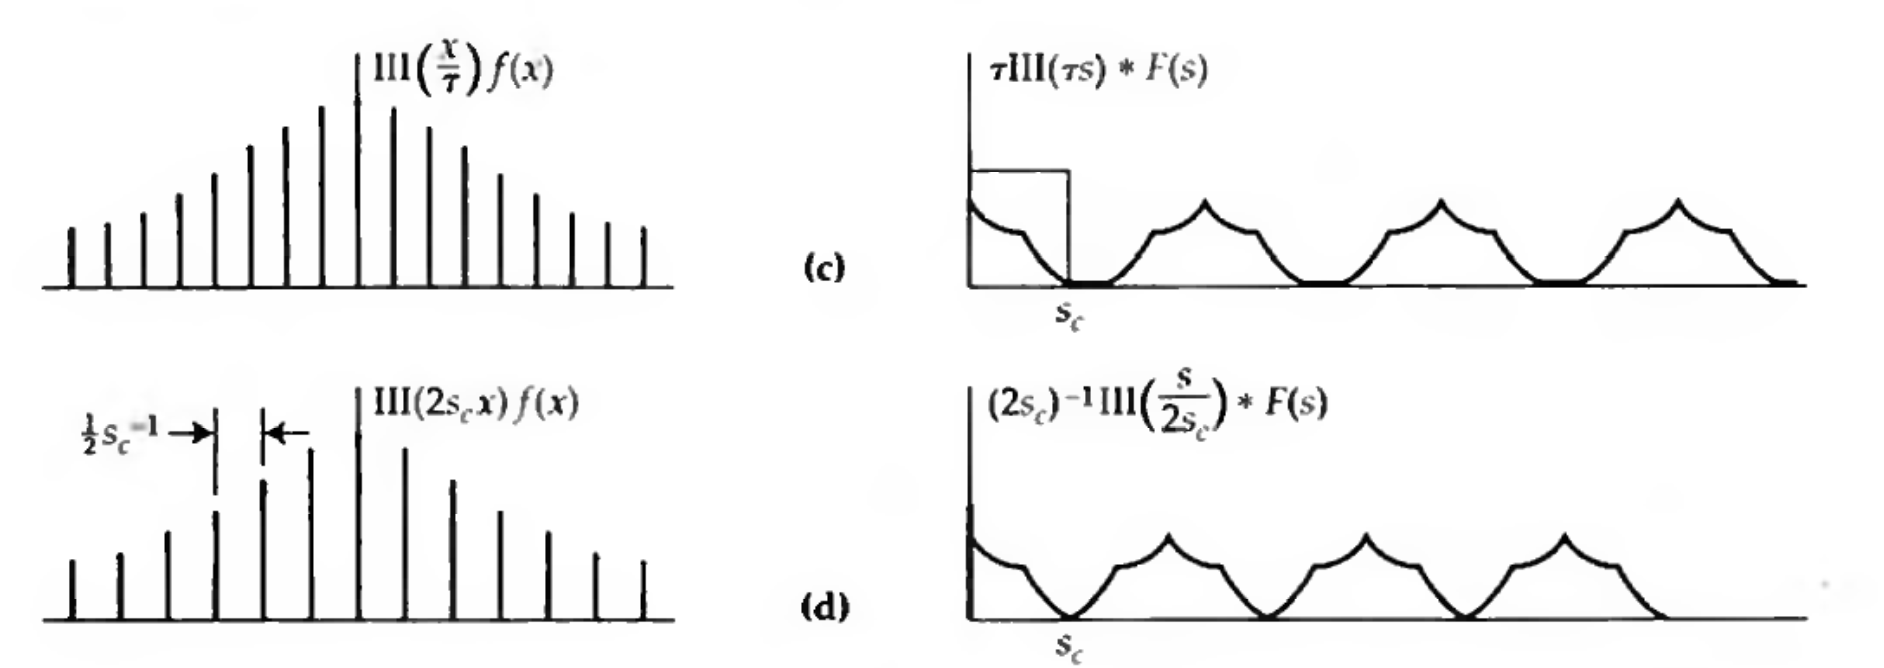 III(x/τ) f(x)
τIII(τs) * F(s)
(c)
s_c
III(2s_c x) f(x)
(2s_c)⁻¹III(s/2s_c) * F(s)
½s_c⁻¹
(d)
s_c